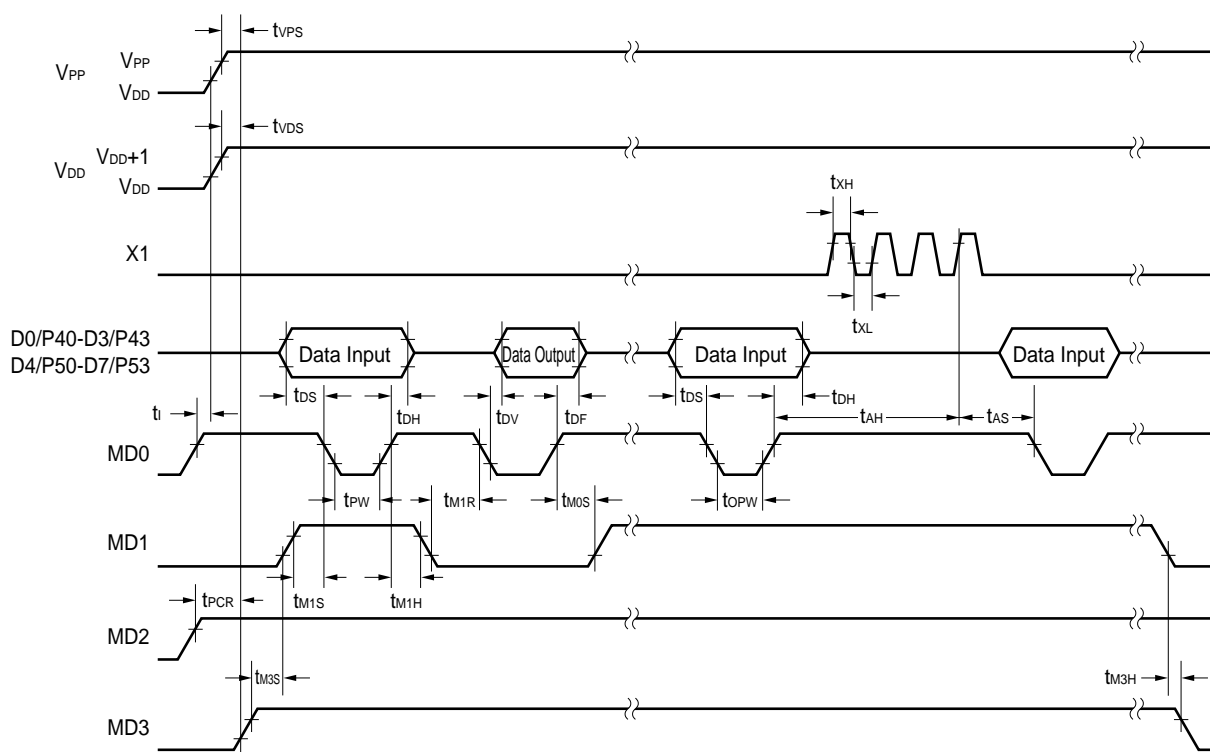 tVPS
VPP
VPP
VDD
tVDS
VDD+1
VDD
VDD
tXH
X1
tXL
D0/P40-D3/P43
D4/P50-D7/P53
Data Input
Data Output
Data Input
Data Input
tDS
tDH
tDV
tDF
tDS
tDH
tI
tAH
tAS
MD0
tPW
tM1R
tM0S
tOPW
MD1
tM1S
tM1H
tPCR
MD2
tM3S
tM3H
MD3